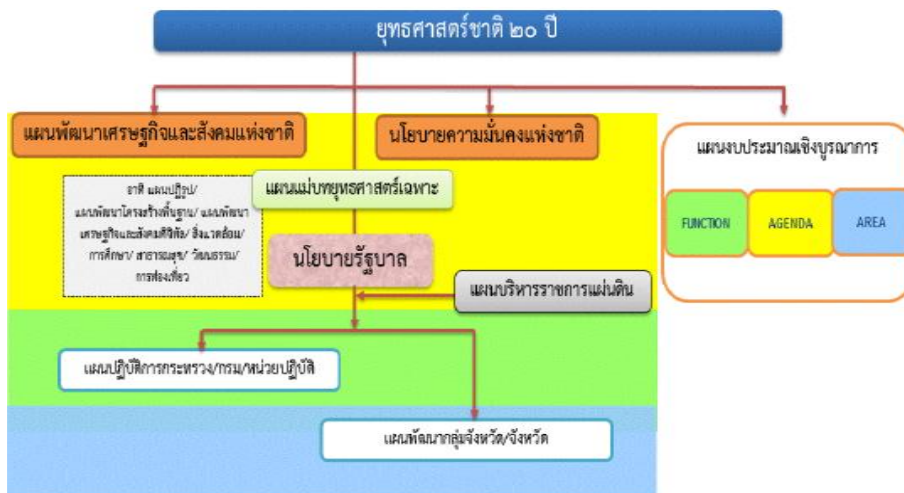 ยุทธศาสตร์ชาติ ๒๐ ปี
แผนพัฒนาเศรษฐกิจและสังคมแห่งชาติ
นโยบายความมั่นคงแห่งชาติ
แผนงบประมาณเชิงบูรณาการ
อาทิ แผนปฏิรูป/
แผนพัฒนาโครงสร้างพื้นฐาน/ แผนพัฒนา
เศรษฐกิจและสังคมดิจิทัล/ สิ่งแวดล้อม/
การศึกษา/ สาธารณสุข/ วัฒนธรรม/
การท่องเที่ยว
แผนแม่บทยุทธศาสตร์เฉพาะ
FUNCTION
AGENDA
AREA
นโยบายรัฐบาล
แผนบริหารราชการแผ่นดิน
แผนปฏิบัติการกระทรวง/กรม/หน่วยปฏิบัติ
แผนพัฒนากลุ่มจังหวัด/จังหวัด